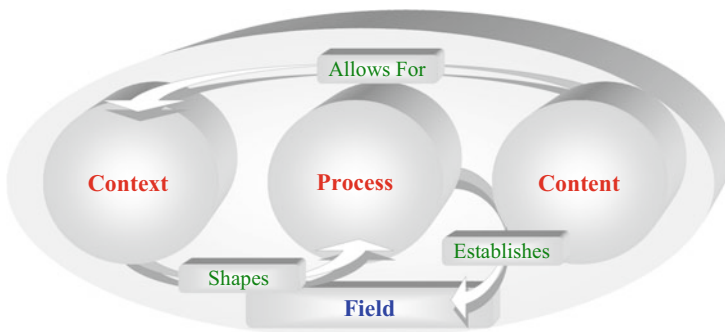 Allows For
Context
Process
Content
Establishes
Shapes
Field